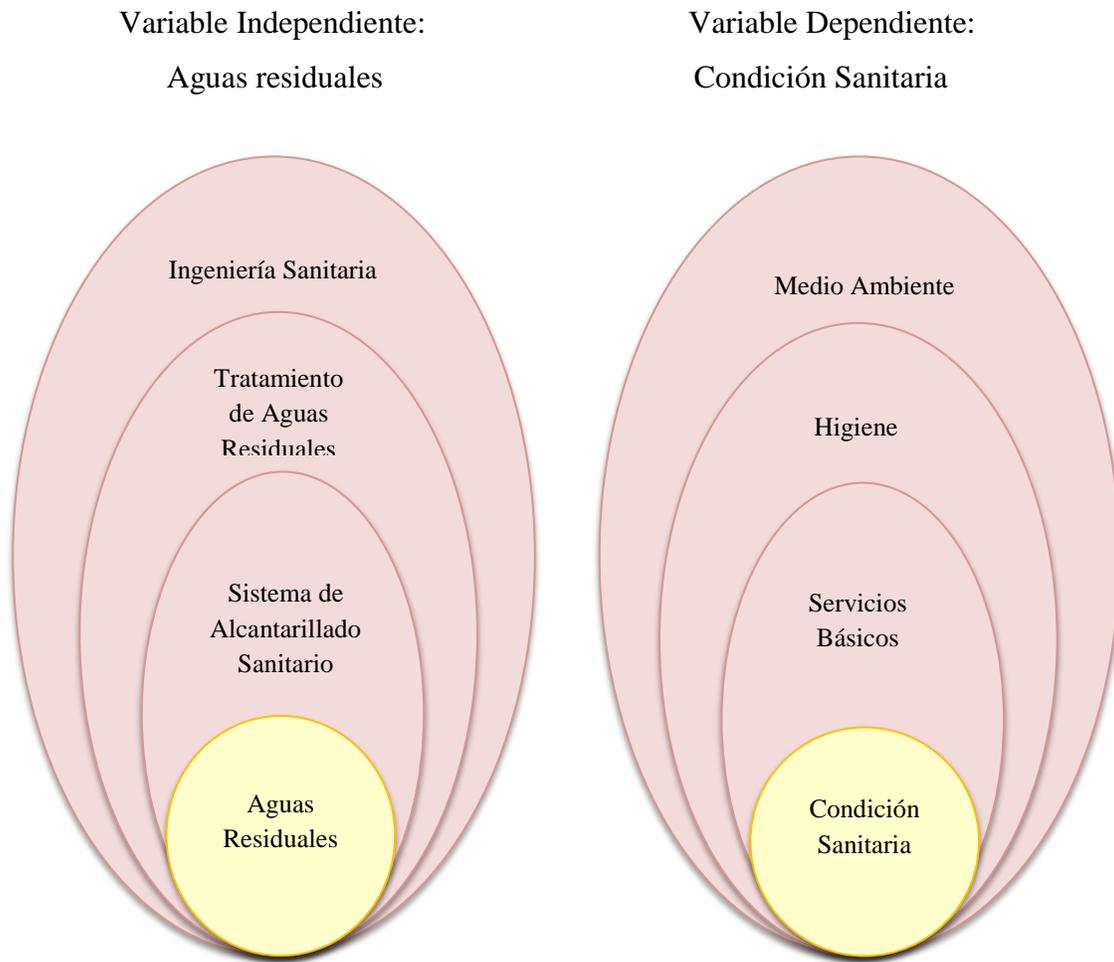 Variable Independiente:
Aguas residuales
Variable Dependiente:
Condición Sanitaria
Ingeniería Sanitaria
Tratamiento
de Aguas
Residuales
Sistema de
Alcantarillado
Sanitario
Aguas
Residuales
Medio Ambiente
Higiene
Servicios
Básicos
Condición
Sanitaria